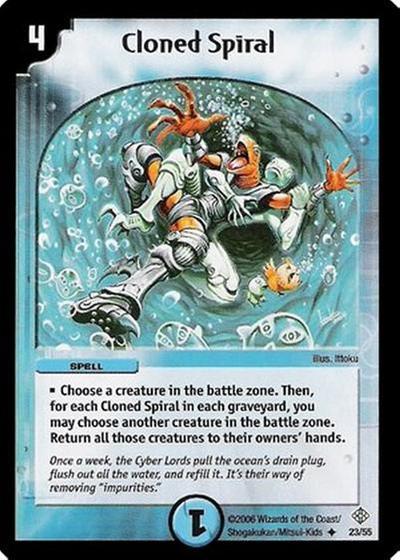 4
Cloned Spiral
Illus. Ittoku
SPELL
▪ Choose a creature in the battle zone. Then,
for each Cloned Spiral in each graveyard, you
may choose another creature in the battle zone.
Return all those creatures to their owners' hands.
Once a week, the Cyber Lords pull the ocean's drain plug,
flush out all the water, and refill it. It's their way of
removing "impurities."
1
©2006 Wizards of the Coast/
Shogakukan/Mitsui-Kids ✦ 23/55